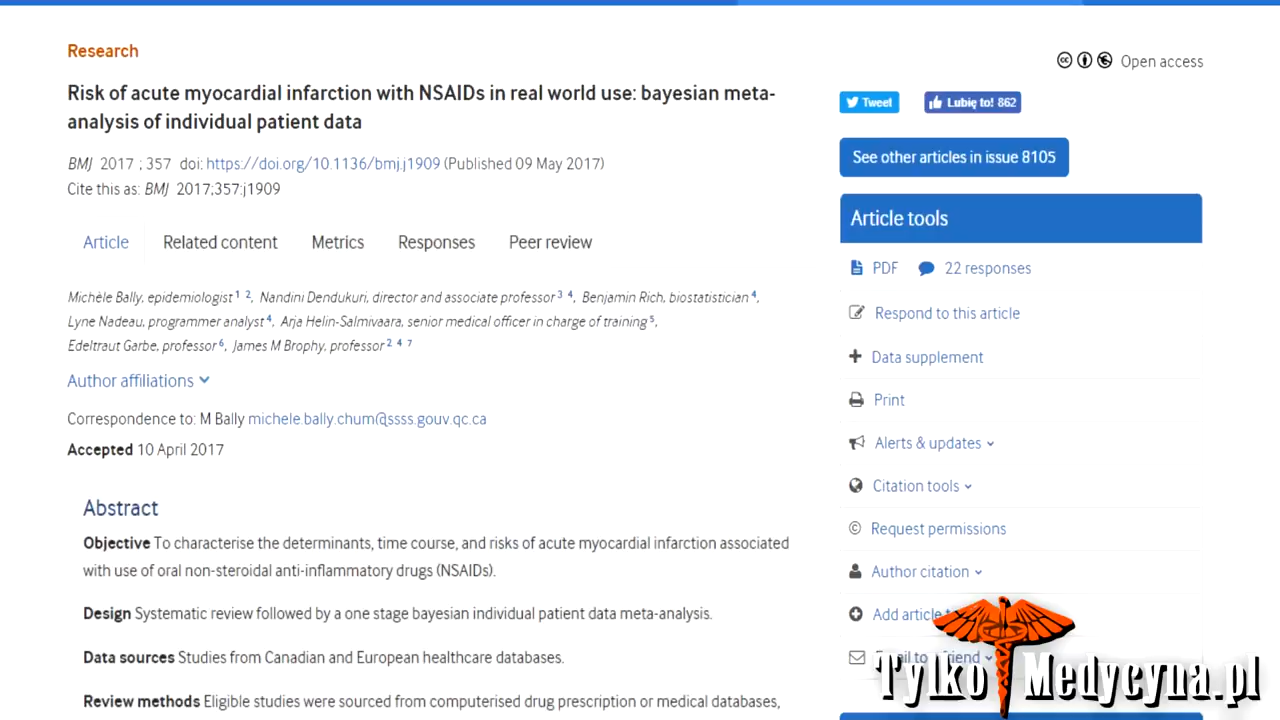 Research
Open access
Risk of acute myocardial infarction with NSAIDs in real world use: bayesian meta-
analysis of individual patient data
Tweet
Lubię to! 862
BMJ 2017 ; 357 doi: https://doi.org/10.1136/bmj.j1909 (Published 09 May 2017)
Cite this as: BMJ 2017;357:j1909
See other articles in issue 8105
Article Related content Metrics Responses Peer review
Michèle Bally, epidemiologist 1 2, Nandini Dendukuri, director and associate professor 3 4, Benjamin Rich, biostatistician 4,
Lyne Nadeau, programmer analyst 4, Arja Helin-Salmivaara, senior medical officer in charge of training 5,
Edeltraut Garbe, professor 6, James M Brophy, professor 2 4 7
Author affiliations
Correspondence to: M Bally michele.bally.chum@ssss.gouv.qc.ca
Accepted 10 April 2017
Abstract
Objective To characterise the determinants, time course, and risks of acute myocardial infarction associated
with use of oral non-steroidal anti-inflammatory drugs (NSAIDs).
Design Systematic review followed by a one stage bayesian individual patient data meta-analysis.
Data sources Studies from Canadian and European healthcare databases.
Review methods Eligible studies were sourced from computerised drug prescription or medical databases,
Article tools
PDF 22 responses
Respond to this article
Data supplement
Print
Alerts & updates
Citation tools
© Request permissions
Author citation
Add article
to a friend
Tylko Medycyna.pl